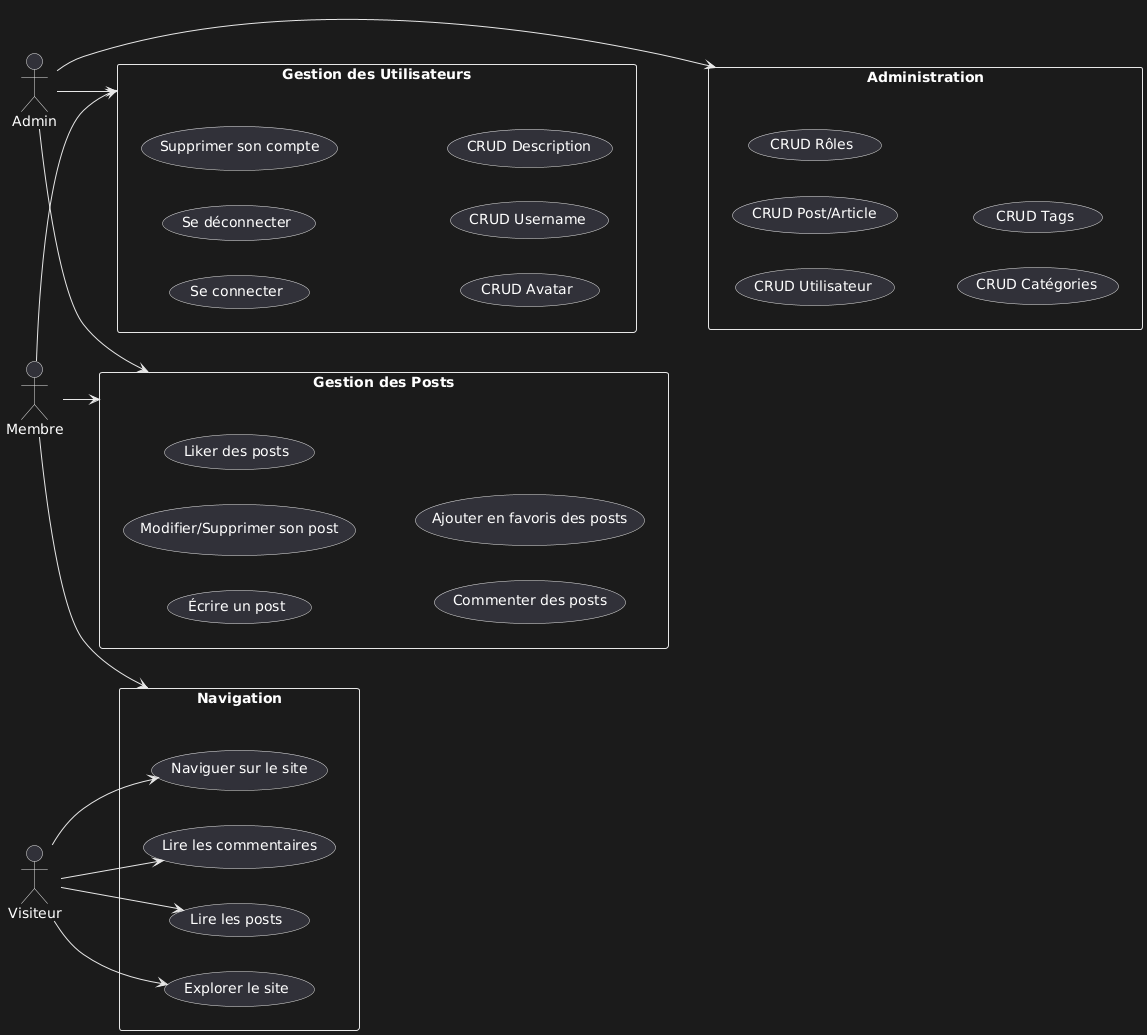 Admin
Gestion des Utilisateurs
Supprimer son compte
CRUD Description
Se déconnecter
CRUD Username
Se connecter
CRUD Avatar
Administration
CRUD Rôles
CRUD Post/Article
CRUD Tags
CRUD Utilisateur
CRUD Catégories
Membre
Gestion des Posts
Liker des posts
Modifier/Supprimer son post
Ajouter en favoris des posts
Écrire un post
Commenter des posts
Navigation
Naviguer sur le site
Lire les commentaires
Visiteur
Lire les posts
Explorer le site